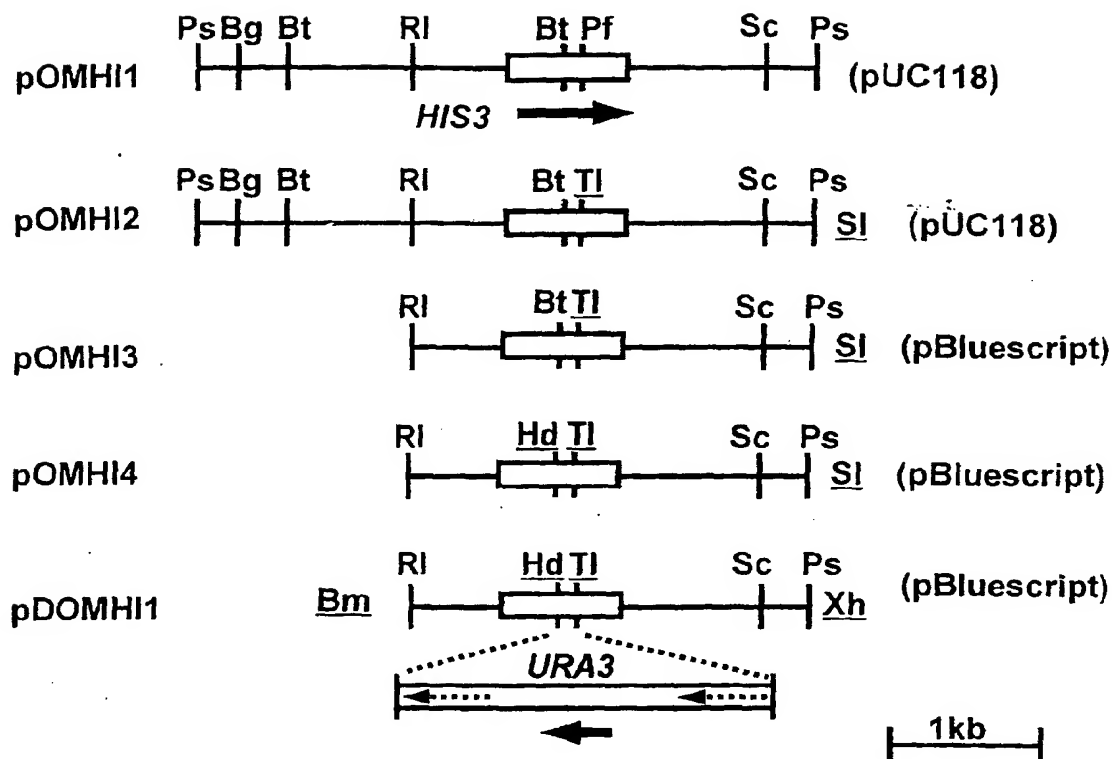 Ps Bg Bt RI Bt Pf Sc Ps
pOMHI1 (pUC118)
HIS3
Ps Bg Bt RI Bt TI Sc Ps
pOMHI2 SI (pUC118)
RI Bt TI Sc Ps
pOMHI3 SI (pBluescript)
RI Hd TI Sc Ps
pOMHI4 SI (pBluescript)
RI Hd TI Sc Ps
pDOMHI1 Bm Xh (pBluescript)
URA3
1kb